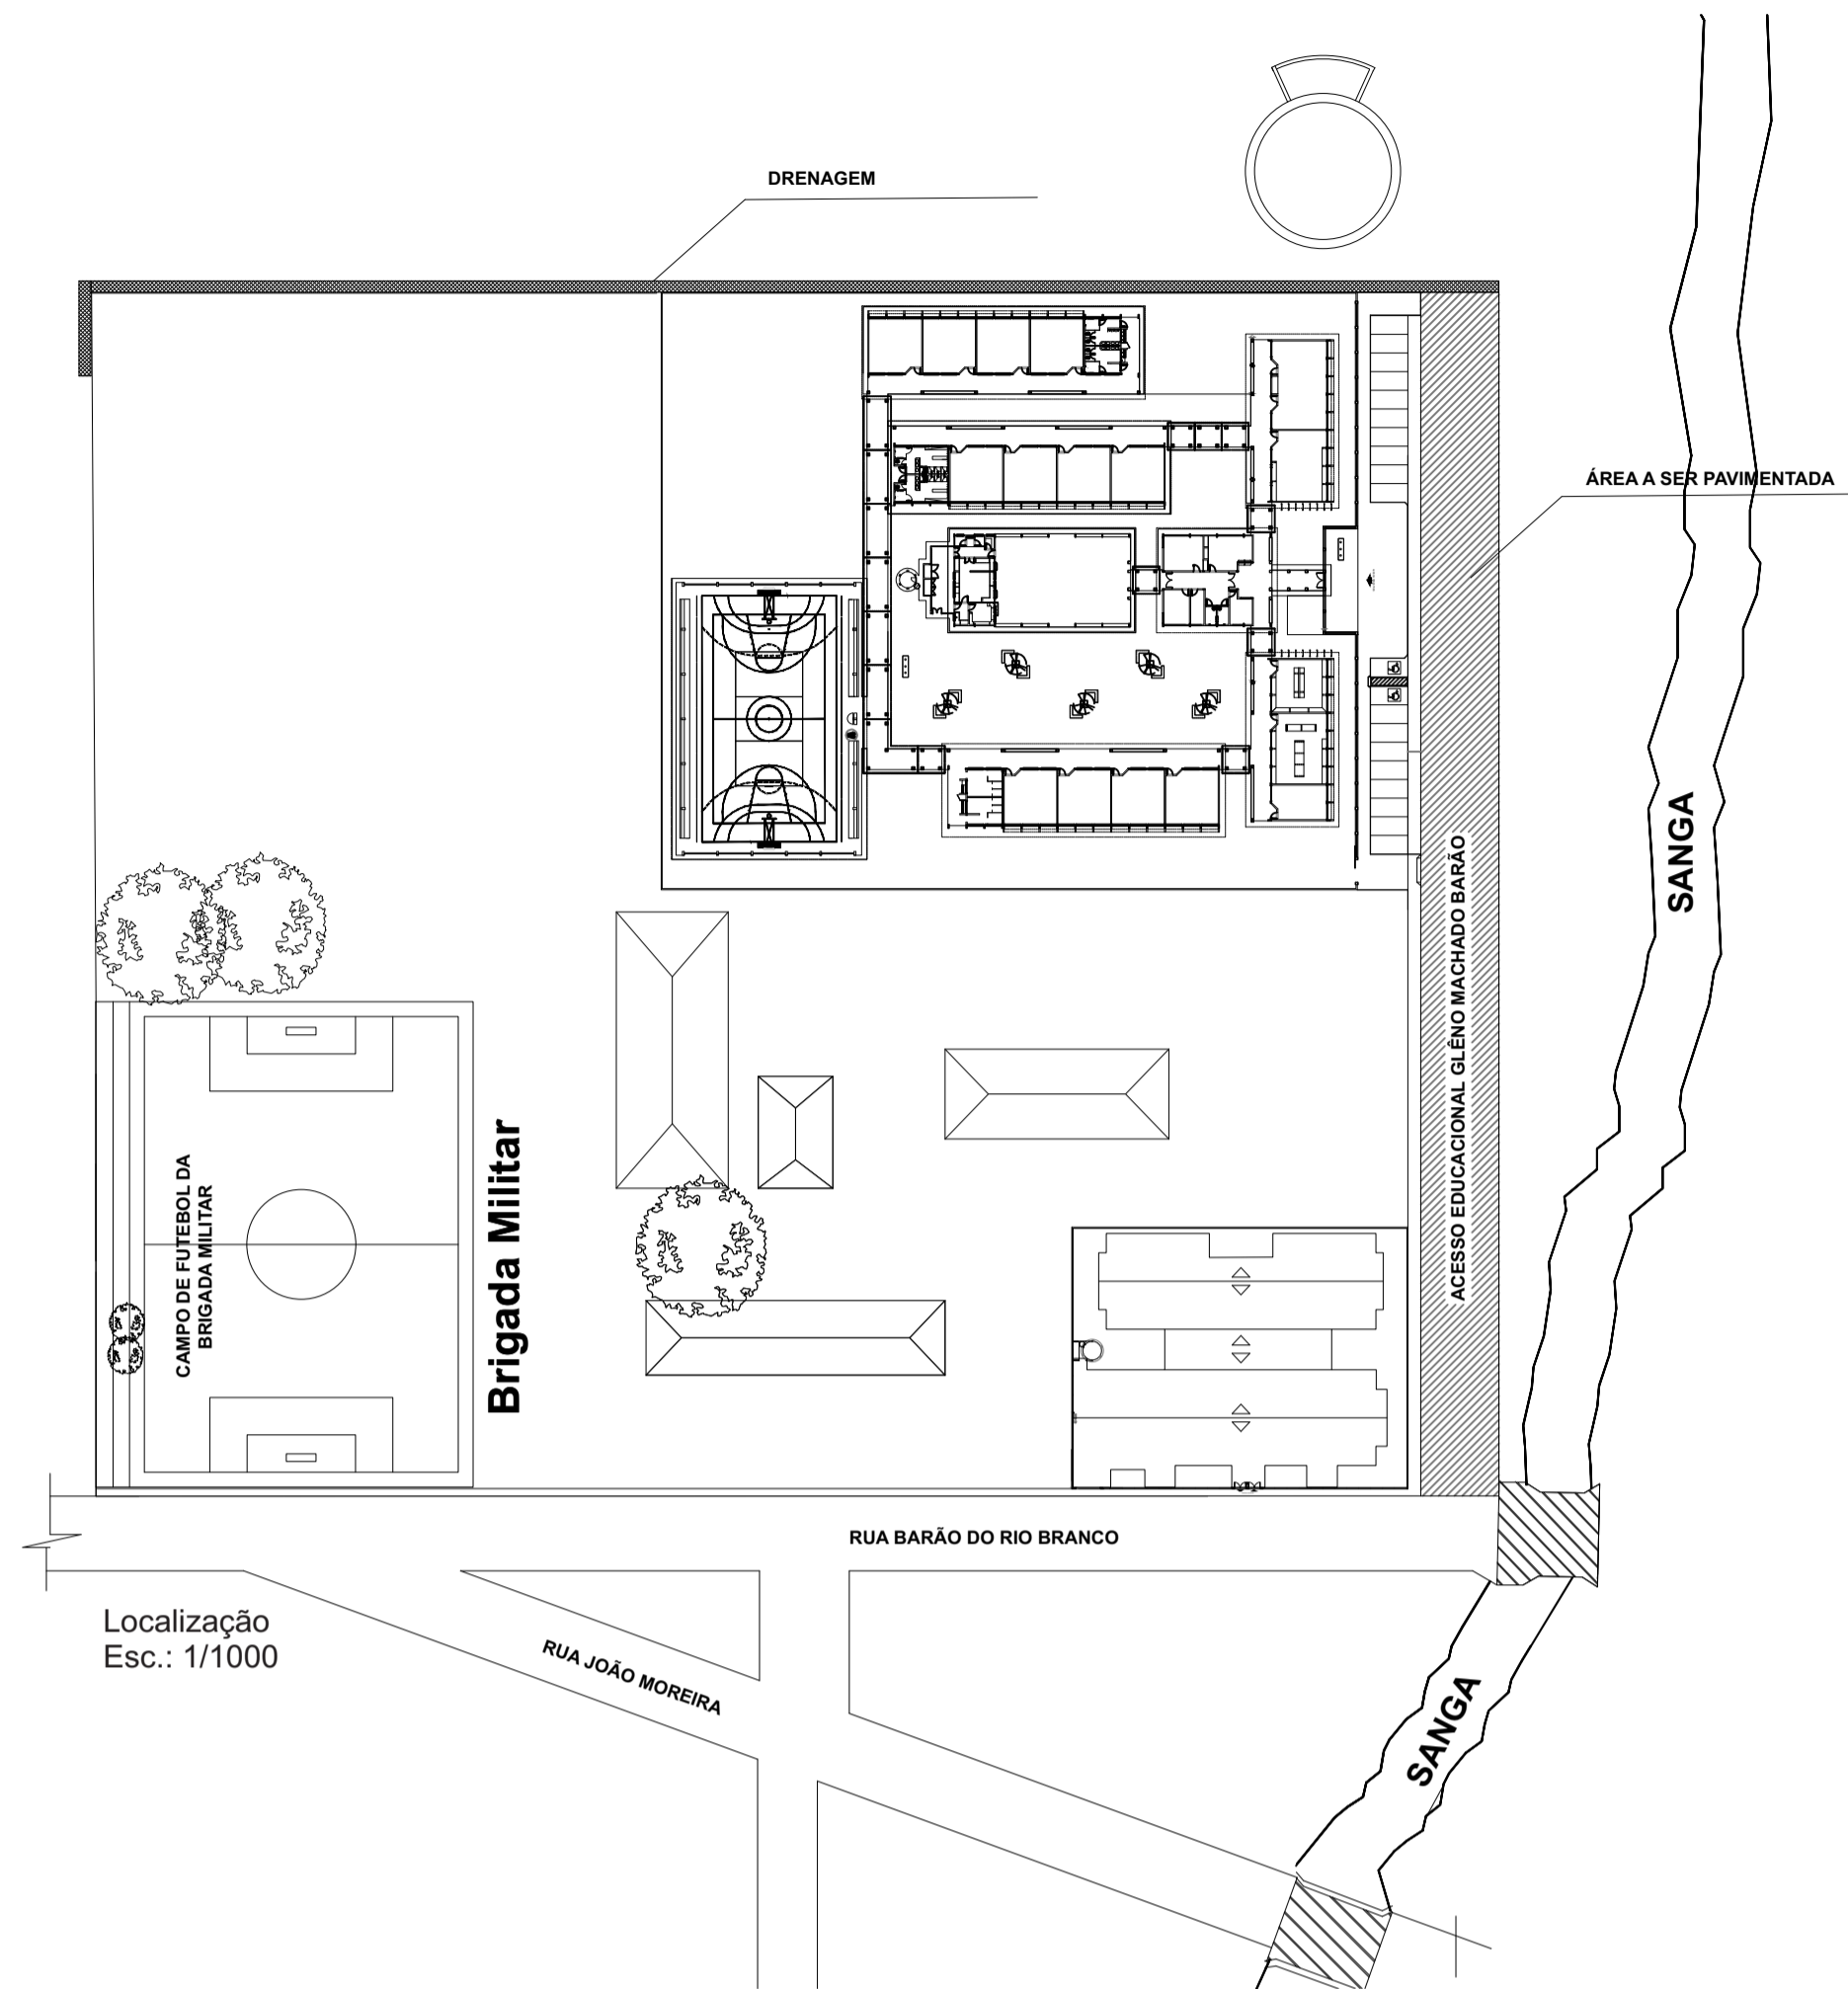 DRENAGEM
ÁREA A SER PAVIMENTADA
SANGA
ACESSO EDUCACIONAL GLÊNO MACHADO BARÃO
CAMPO DE FUTEBOL DA
BRIGADA MILITAR
Brigada Militar
RUA BARÃO DO RIO BRANCO
Localização
Esc.: 1/1000
RUA JOÃO MOREIRA
SANGA